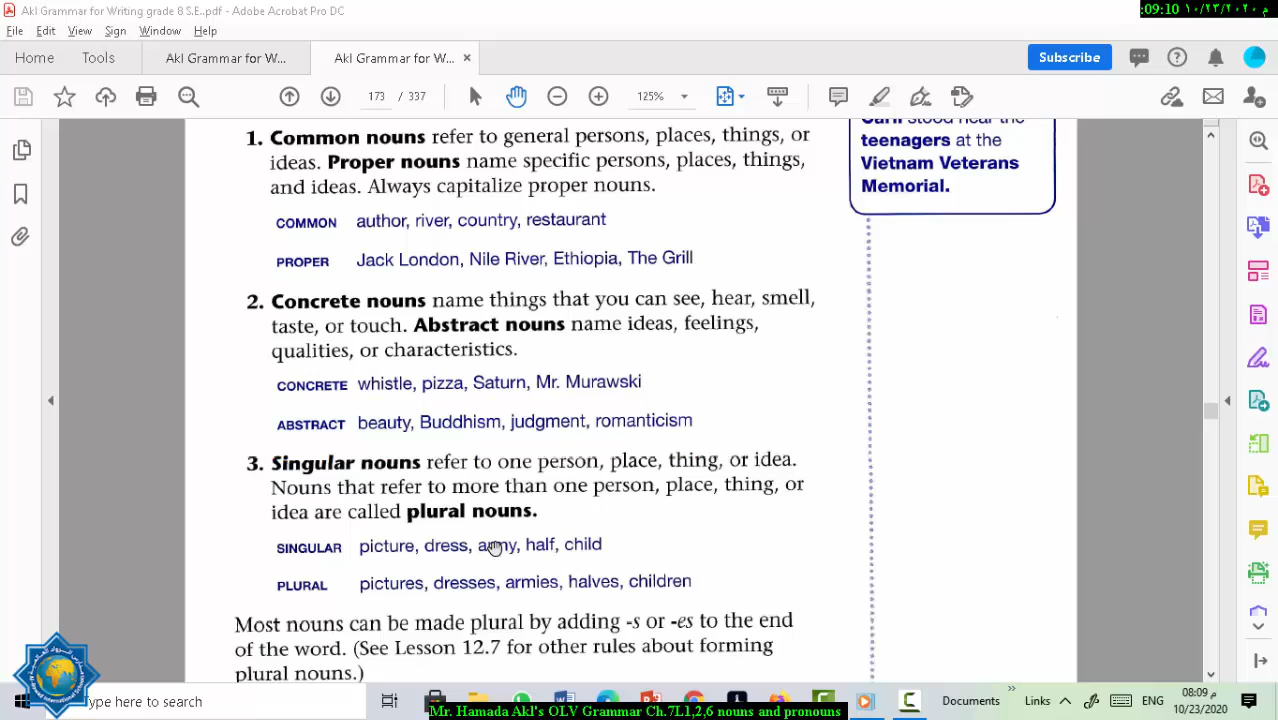 Akl Grammar for Writing grade 8 S.E..pdf - Adobe Acrobat Pro DC
:09:10 ١٠/٢٣/٢٠٢٠ م
File Edit View Sign Window Help
Home Tools Akl Grammar for W... Akl Grammar for W... × Subscribe
173 / 337 125%
1. Common nouns refer to general persons, places, things, or
ideas. Proper nouns name specific persons, places, things,
and ideas. Always capitalize proper nouns.
COMMON author, river, country, restaurant
PROPER Jack London, Nile River, Ethiopia, The Grill
2. Concrete nouns name things that you can see, hear, smell,
taste, or touch. Abstract nouns name ideas, feelings,
qualities, or characteristics.
CONCRETE whistle, pizza, Saturn, Mr. Murawski
ABSTRACT beauty, Buddhism, judgment, romanticism
3. Singular nouns refer to one person, place, thing, or idea.
Nouns that refer to more than one person, place, thing, or
idea are called plural nouns.
SINGULAR picture, dress, army, half, child
PLURAL pictures, dresses, armies, halves, children
Most nouns can be made plural by adding -s or -es to the end
of the word. (See Lesson 12.7 for other rules about forming
plural nouns.)
stood near the
teenagers at the
Vietnam Veterans
Memorial.
ype here to search
Documents Links ENG
م 08:09
10/23/2020
Mr. Hamada Akl's OLV Grammar Ch.7L1,2,6 nouns and pronouns